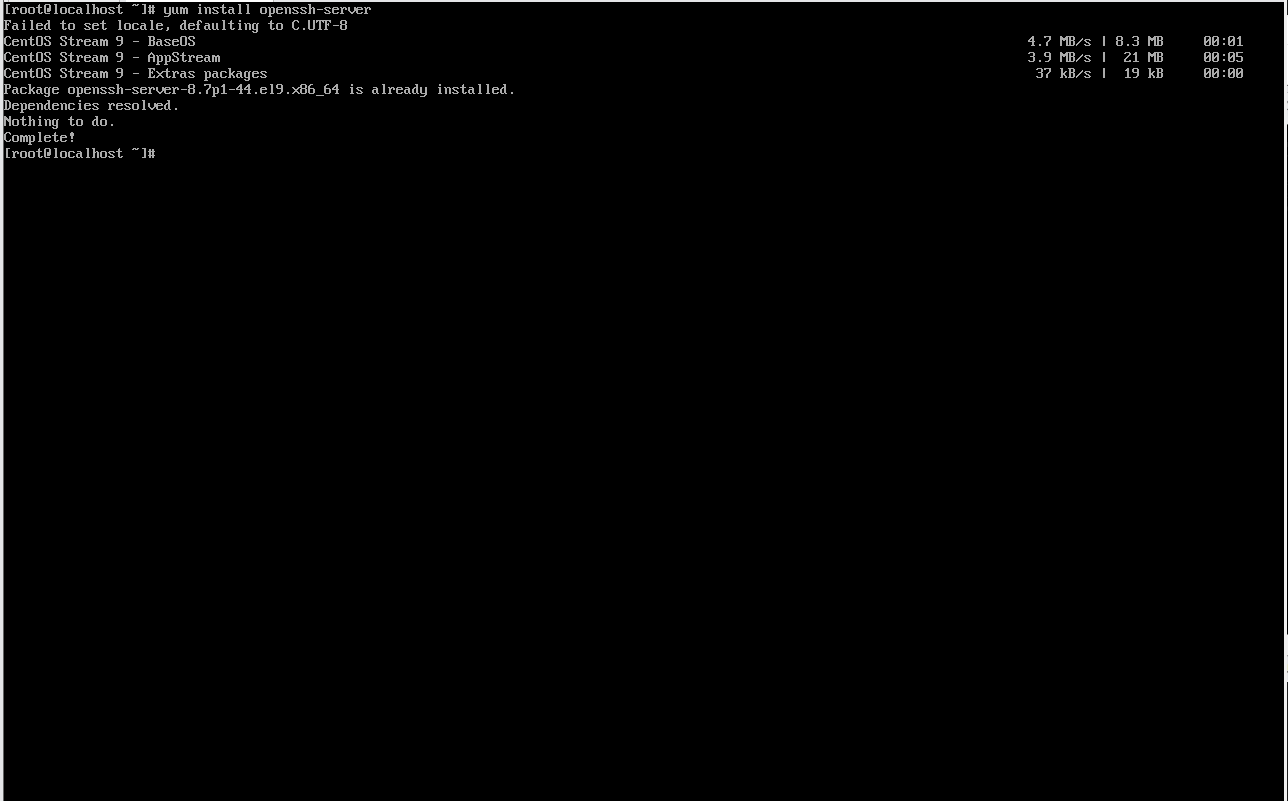 [root@localhost ~]# yum install openssh-server
Failed to set locale, defaulting to C.UTF-8
CentOS Stream 9 - BaseOS 4.7 MB/s | 8.3 MB 00:01
CentOS Stream 9 - AppStream 3.9 MB/s | 21 MB 00:05
CentOS Stream 9 - Extras packages 37 kB/s | 19 kB 00:00
Package openssh-server-8.7p1-44.el9.x86_64 is already installed.
Dependencies resolved.
Nothing to do.
Complete!
[root@localhost ~]#